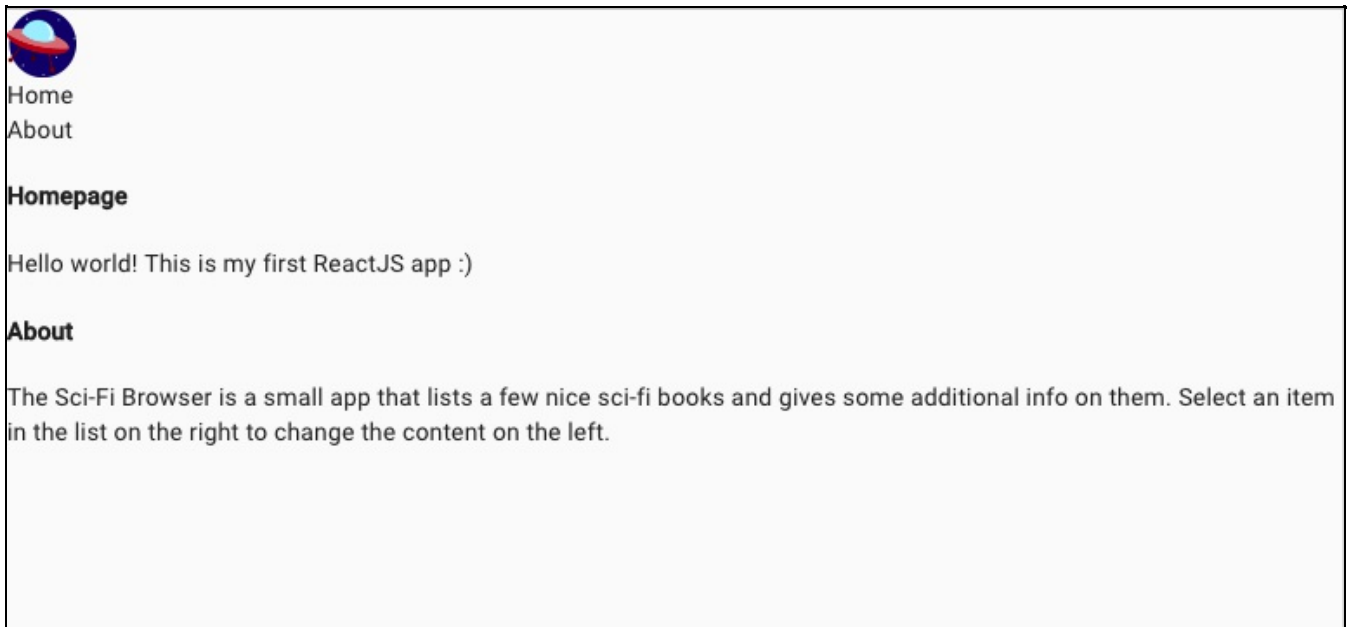 Home
About
Homepage
Hello world! This is my first ReactJS app :)
About
The Sci-Fi Browser is a small app that lists a few nice sci-fi books and gives some additional info on them. Select an item
in the list on the right to change the content on the left.